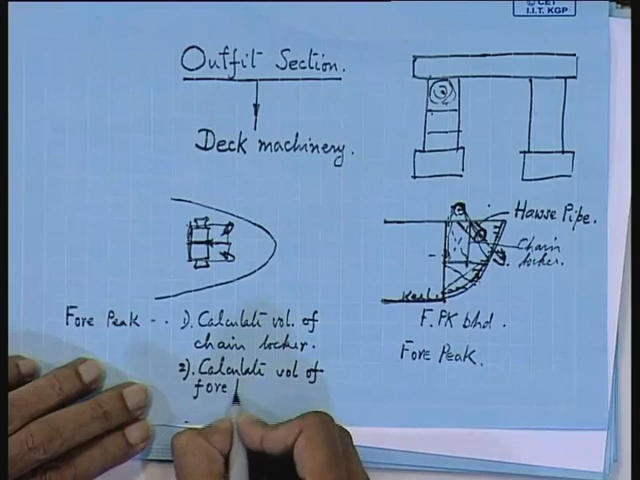 © CET
I.I.T. KGP
Outfit Section.
Deck machinery.
Hawse Pipe.
Chain
locker.
Keel
F.PK bhd.
Fore Peak.
Fore Peak -- 1). Calculate vol. of
chain locker.
2). Calculate vol of
fore